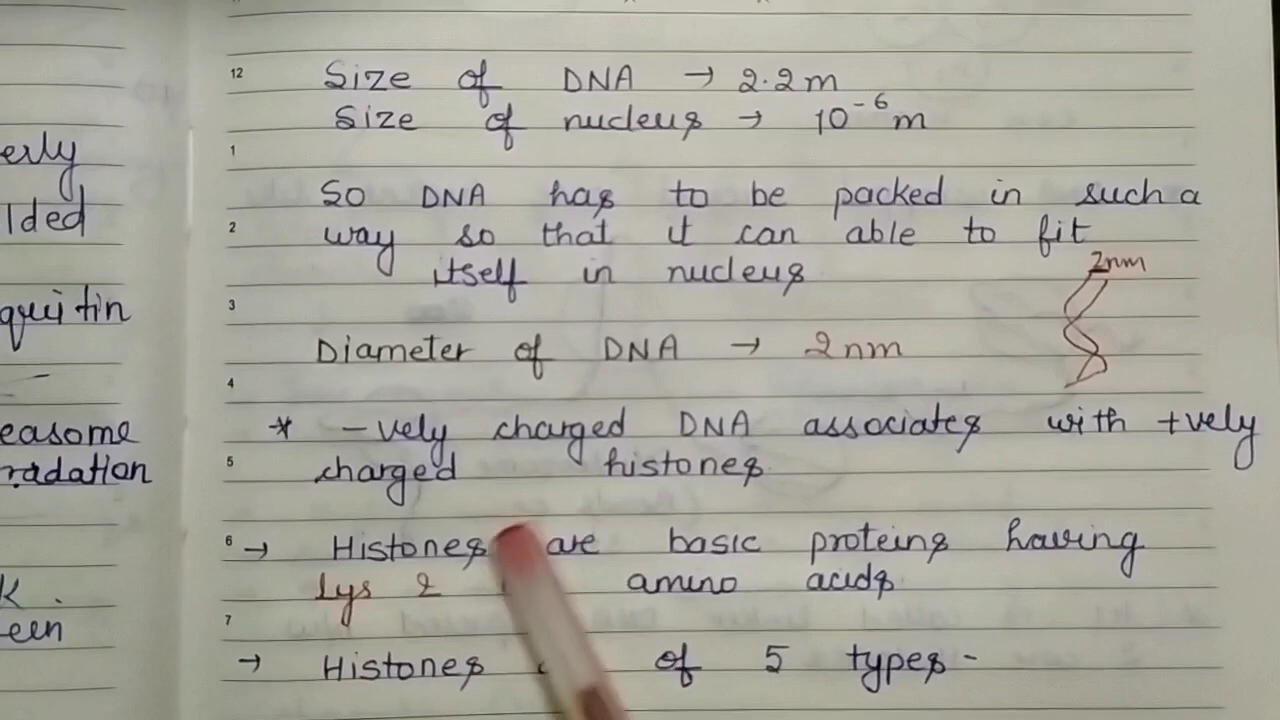 erly
lded
quitin
easome
radation
K.
een
12
Size of DNA → 2.2m
Size of nucleus → 10⁻⁶m
1
So DNA has to be packed in such a
2
way so that it can able to fit
itself in nucleus
2nm
3
Diameter of DNA → 2nm
4
* -vely charged DNA associates with +vely
5
charged histones
6
→ Histones are basic proteins having
lys & amino acids
7
→ Histones of 5 types -